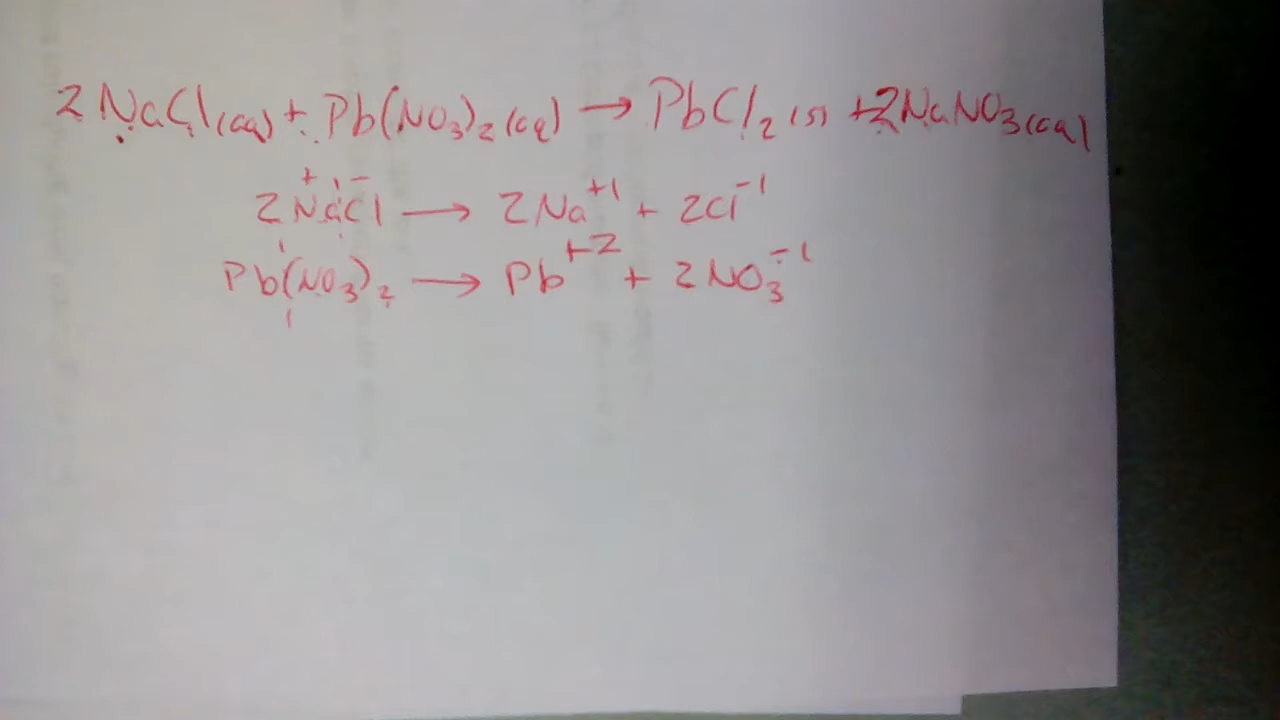 2NaCl(aq) + Pb(NO₃)₂(aq) → PbCl₂(s) + 2NaNO₃(aq)
+ -
2NaCl → 2Na⁺¹ + 2Cl⁻¹
Pb(NO₃)₂ → Pb⁺² + 2NO₃⁻¹